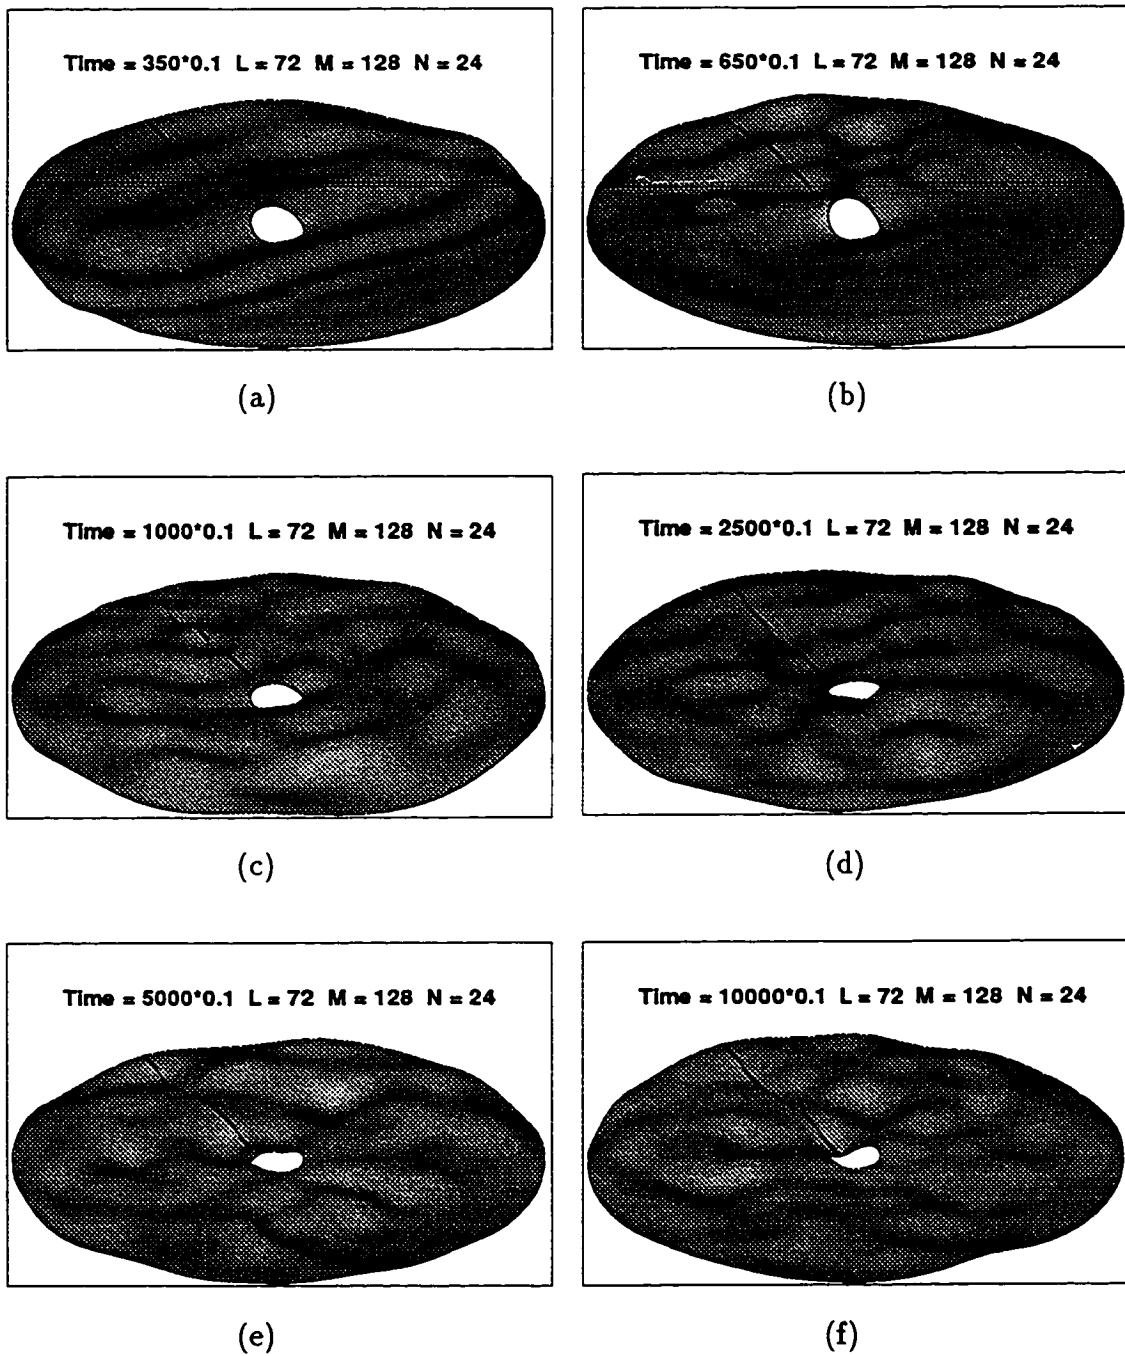 Time = 350*0.1 L = 72 M = 128 N = 24
Time = 650*0.1 L = 72 M = 128 N = 24
(a)
(b)
Time = 1000*0.1 L = 72 M = 128 N = 24
Time = 2500*0.1 L = 72 M = 128 N = 24
(c)
(d)
Time = 5000*0.1 L = 72 M = 128 N = 24
Time = 10000*0.1 L = 72 M = 128 N = 24
(e)
(f)